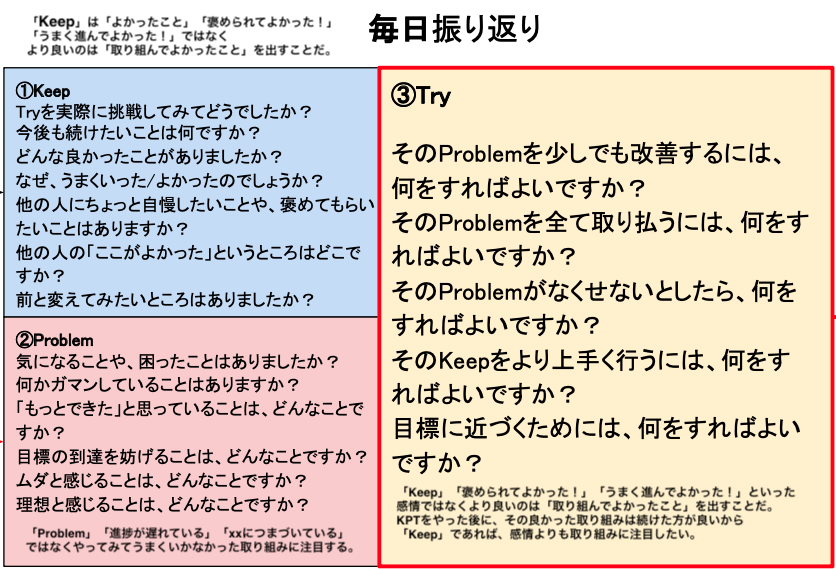 「Keep」は「よかったこと」「褒められてよかった！」
「うまく進んでよかった！」ではなく
より良いのは「取り組んでよかったこと」を出すことだ。
毎日振り返り
①Keep
Tryを実際に挑戦してみてどうでしたか？
今後も続けたいことは何ですか？
どんな良かったことがありましたか？
なぜ、うまくいった/よかったのでしょうか？
他の人にちょっと自慢したいことや、褒めてもらい
たいことはありますか？
他の人の「ここがよかった」というところはどこで
すか？
前と変えてみたいところはありましたか？
②Problem
気になることや、困ったことはありましたか？
何かガマンしていることはありますか？
「もっとできた」と思っていることは、どんなことで
すか？
目標の到達を妨げることは、どんなことですか？
ムダと感じることは、どんなことですか？
理想と感じることは、どんなことですか？
「Problem」「進捗が遅れている」「xxにつまづいている」
ではなくやってみてうまくいかなかった取り組みに注目する。
③Try
そのProblemを少しでも改善するには、
何をすればよいですか？
そのProblemを全て取り払うには、何をす
ればよいですか？
そのProblemがなくせないとしたら、何を
すればよいですか？
そのKeepをより上手く行うには、何をす
ればよいですか？
目標に近づくためには、何をすればよい
ですか？
「Keep」「褒められてよかった！」「うまく進んでよかった！」といった
感情ではなくより良いのは「取り組んでよかったこと」を出すことだ。
KPTをやった後に、その良かった取り組みは続けた方が良いから
「Keep」であれば、感情よりも取り組みに注目したい。